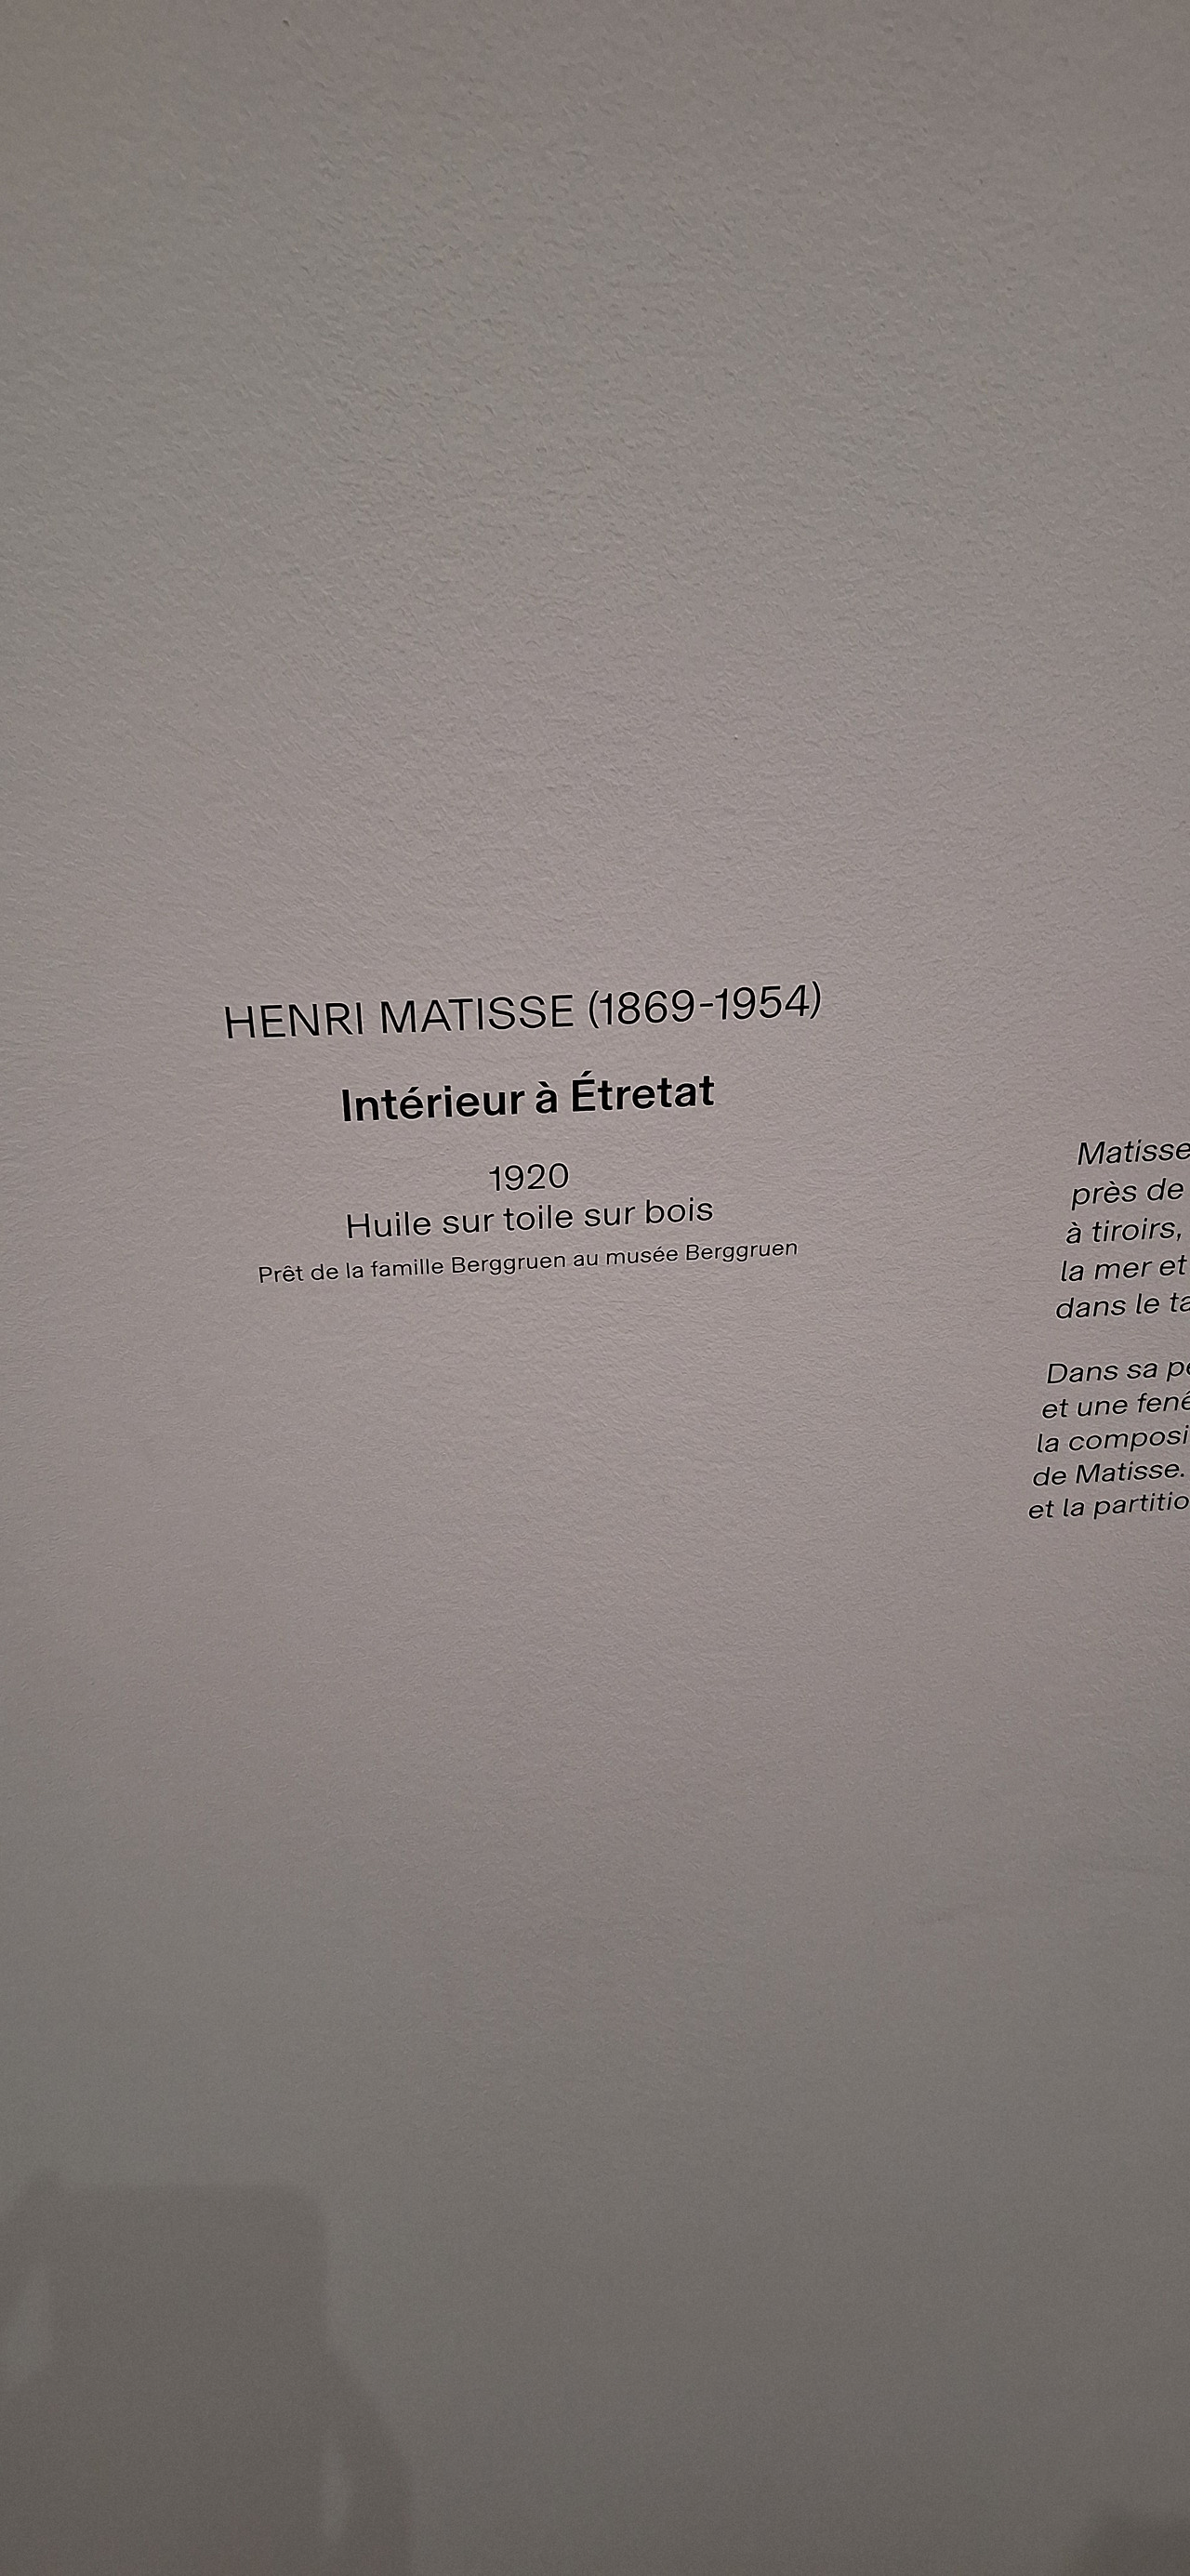 HENRI MATISSE (1869-1954)
Intérieur à Étretat
1920
Huile sur toile sur bois
Prêt de la famille Berggruen au musée Berggruen
Matisse
près de
à tiroirs,
la mer et
dans le
Dans sa
et une
la
de Matisse.
et la